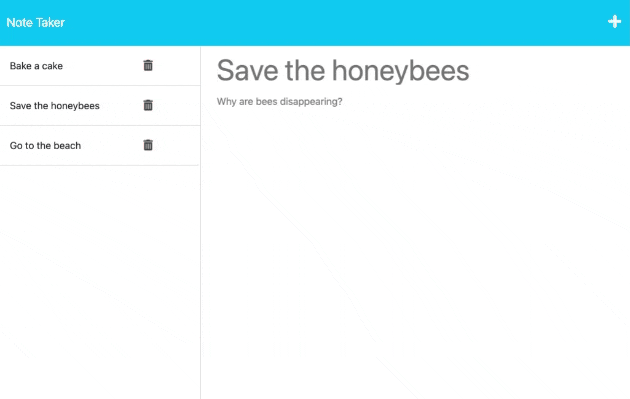 Note Taker
Bake a cake
Save the honeybees
Go to the beach
Save the honeybees
Why are bees disappearing?